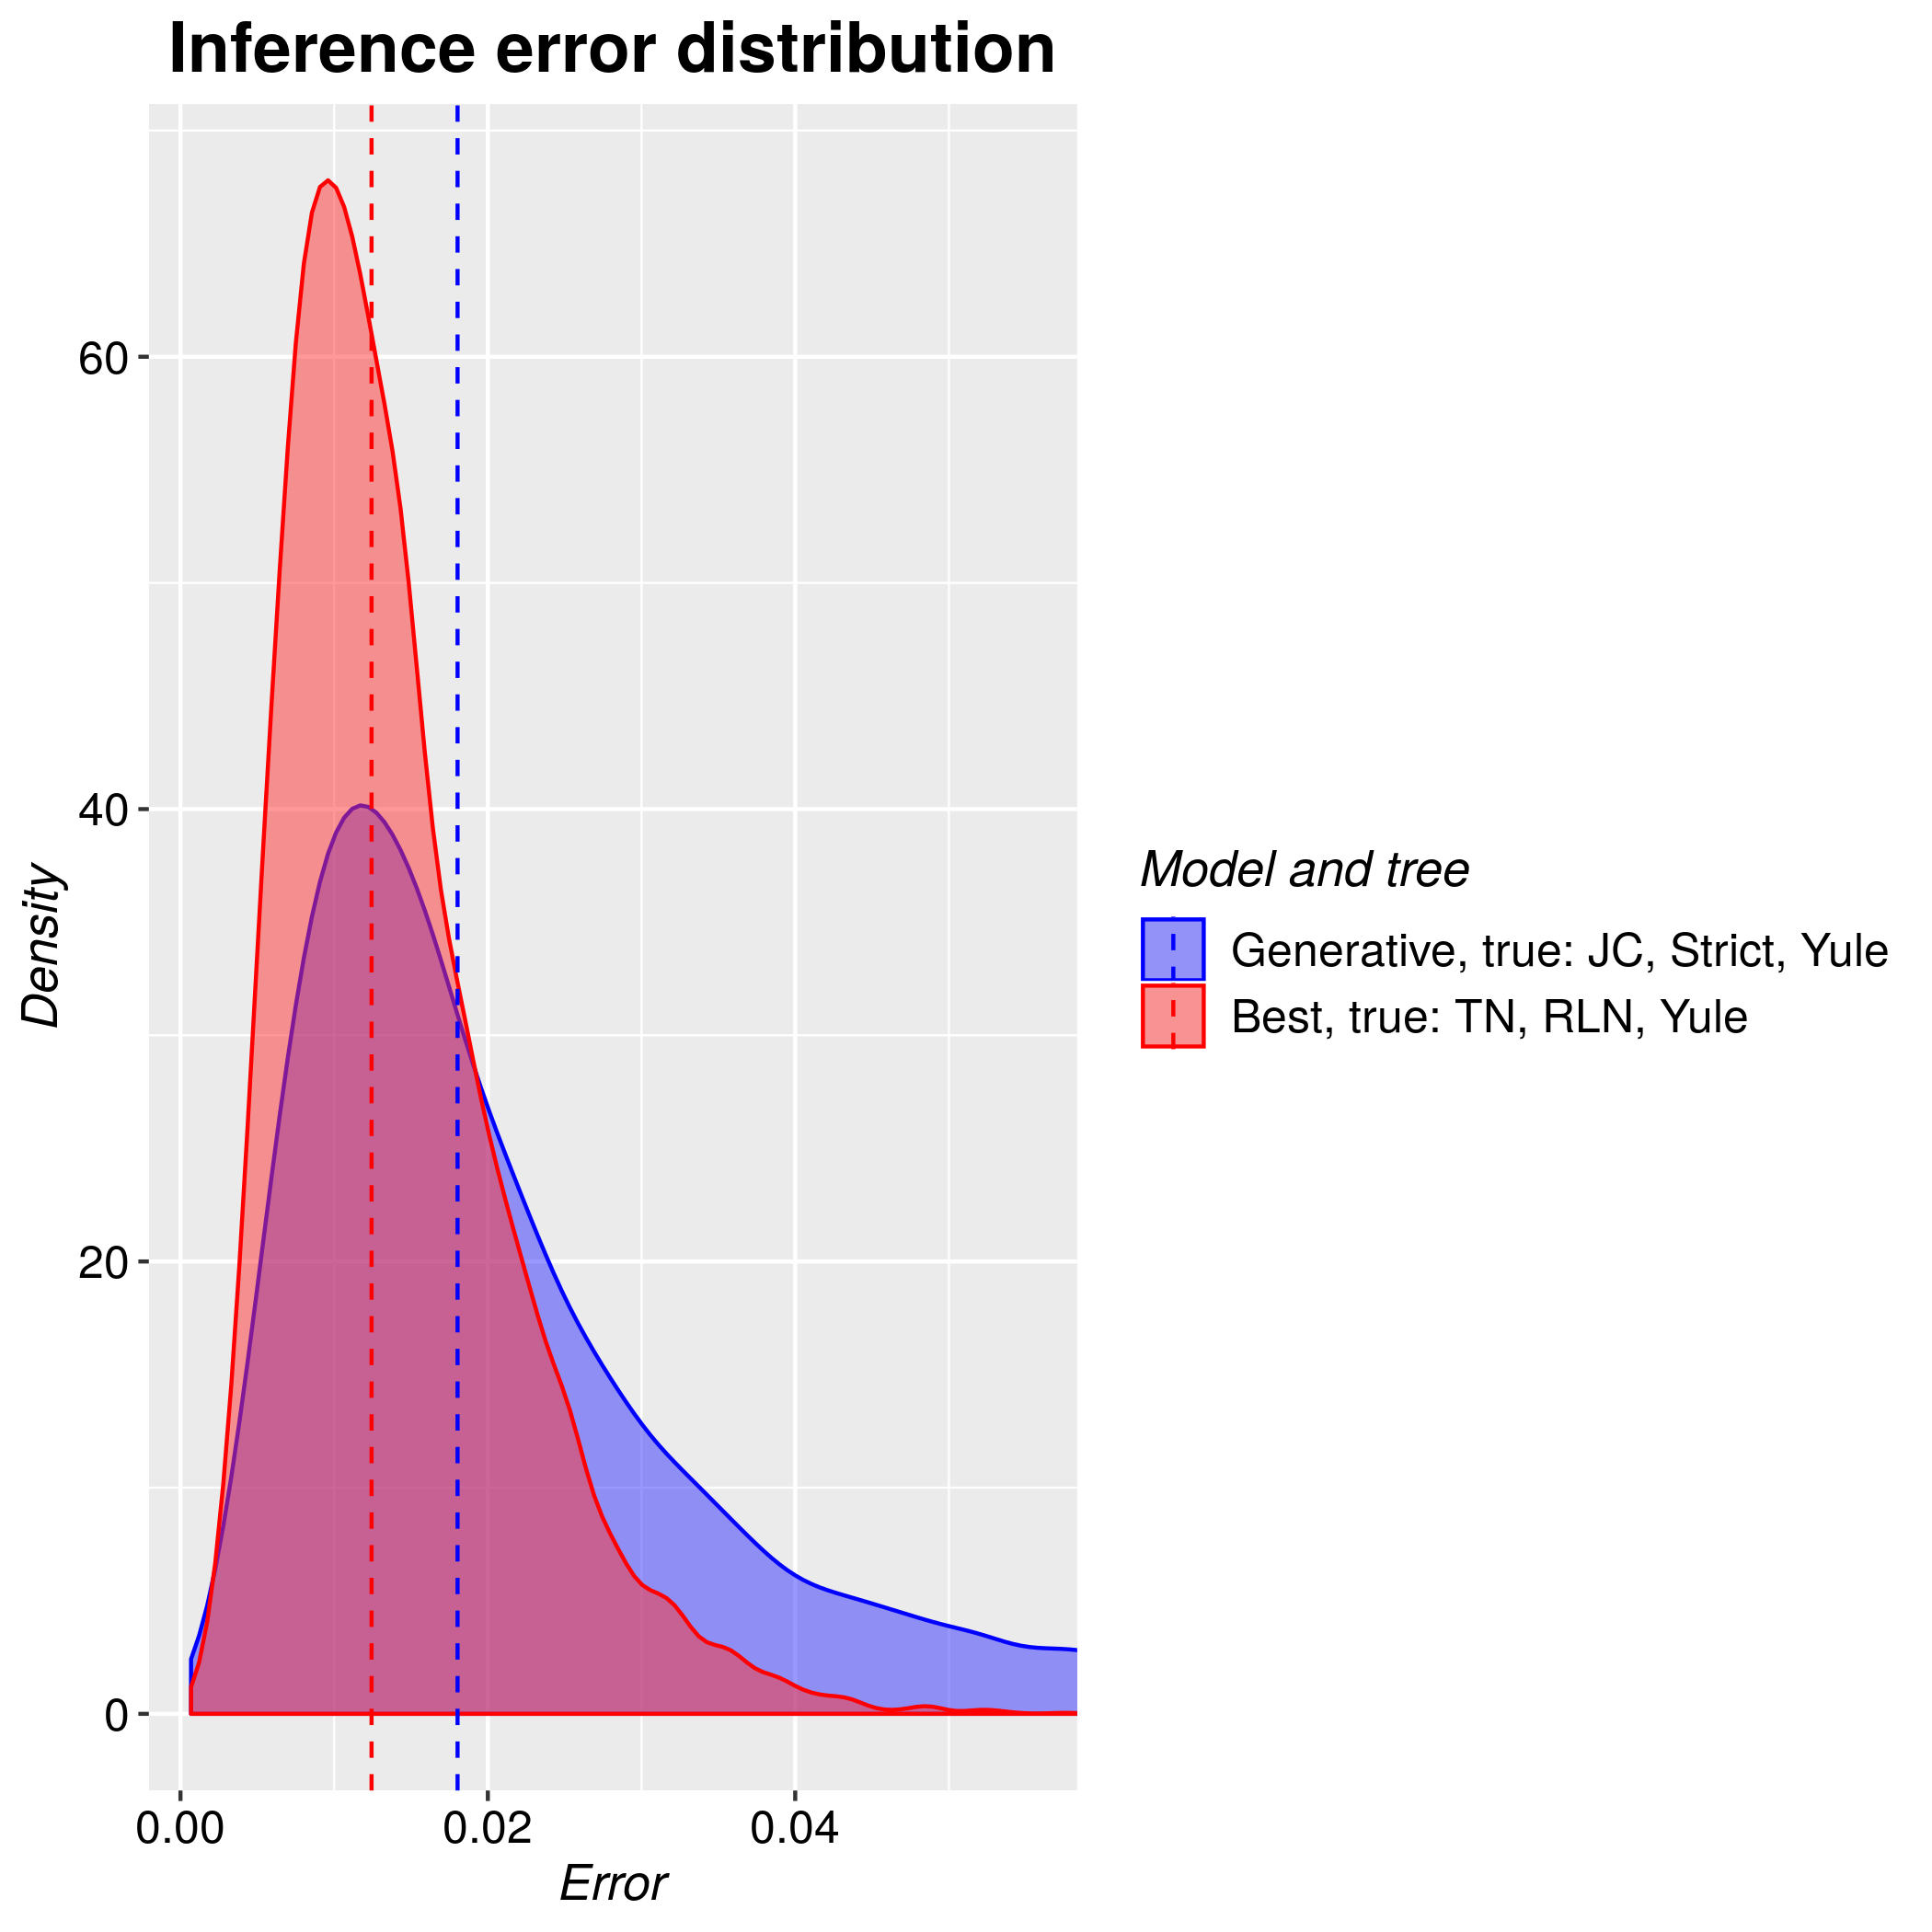 Inference error distribution
60
40
20
0
Density
0.00 0.02 0.04
Error
Model and tree
Generative, true: JC, Strict, Yule
Best, true: TN, RLN, Yule